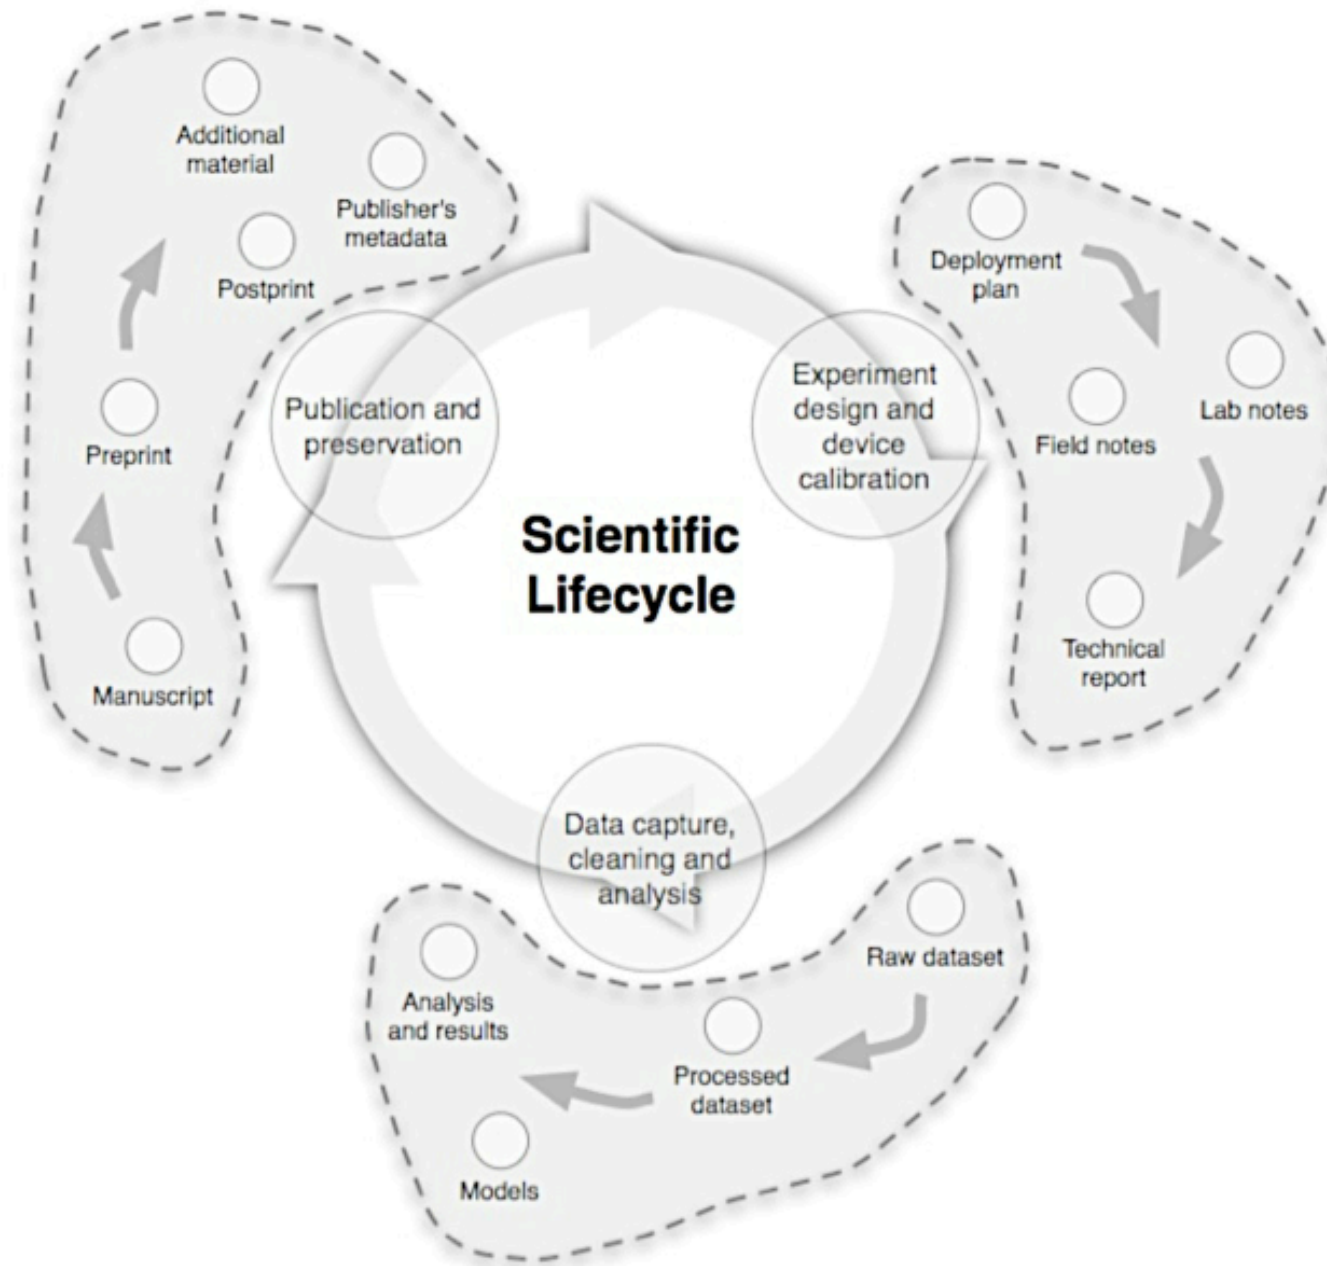 Additional
material
Publisher's
metadata
Postprint
Preprint
Manuscript
Publication and
preservation
Scientific
Lifecycle
Experiment
design and
device
calibration
Deployment
plan
Field notes
Lab notes
Technical
report
Data capture,
cleaning and
analysis
Raw dataset
Processed
dataset
Analysis
and results
Models